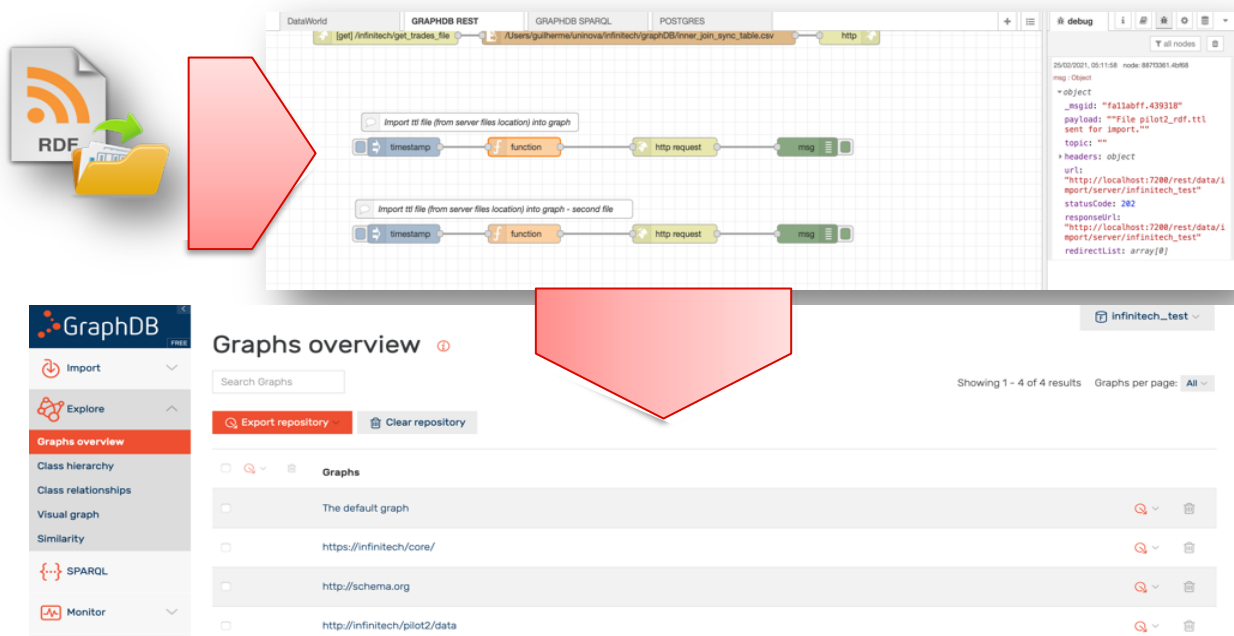 DataWorld GRAPHDB REST GRAPHDB SPARQL POSTGRES
[get] /infinitech/get_trades_file /Users/guilherme/uninova/infinitech/graphDB/inner_join_sync_table.csv http
Import ttl file (from server files location) into graph
timestamp function http request msg
Import ttl file (from server files location) into graph - second file
timestamp function http request msg
debug i
all nodes
25/02/2021, 05:11:58 node: 887f3361.4bf68
msg : Object
object
_msgid: "fa11abff.439318"
payload: ""File pilot2_rdf.ttl
sent for import.""
topic: ""
headers: object
url:
"http://localhost:7200/rest/data/i
mport/server/infinitech_test"
statusCode: 202
responseUrl:
"http://localhost:7200/rest/data/i
mport/server/infinitech_test"
redirectList: array[0]
RDF
GraphDB
FREE
Import
Explore
Graphs overview
Class hierarchy
Class relationships
Visual graph
Similarity
SPARQL
Monitor
infinitech_test
Graphs overview
Search Graphs
Showing 1 - 4 of 4 results Graphs per page: All
Export repository Clear repository
Graphs
The default graph
https://infinitech/core/
http://schema.org
http://infinitech/pilot2/data